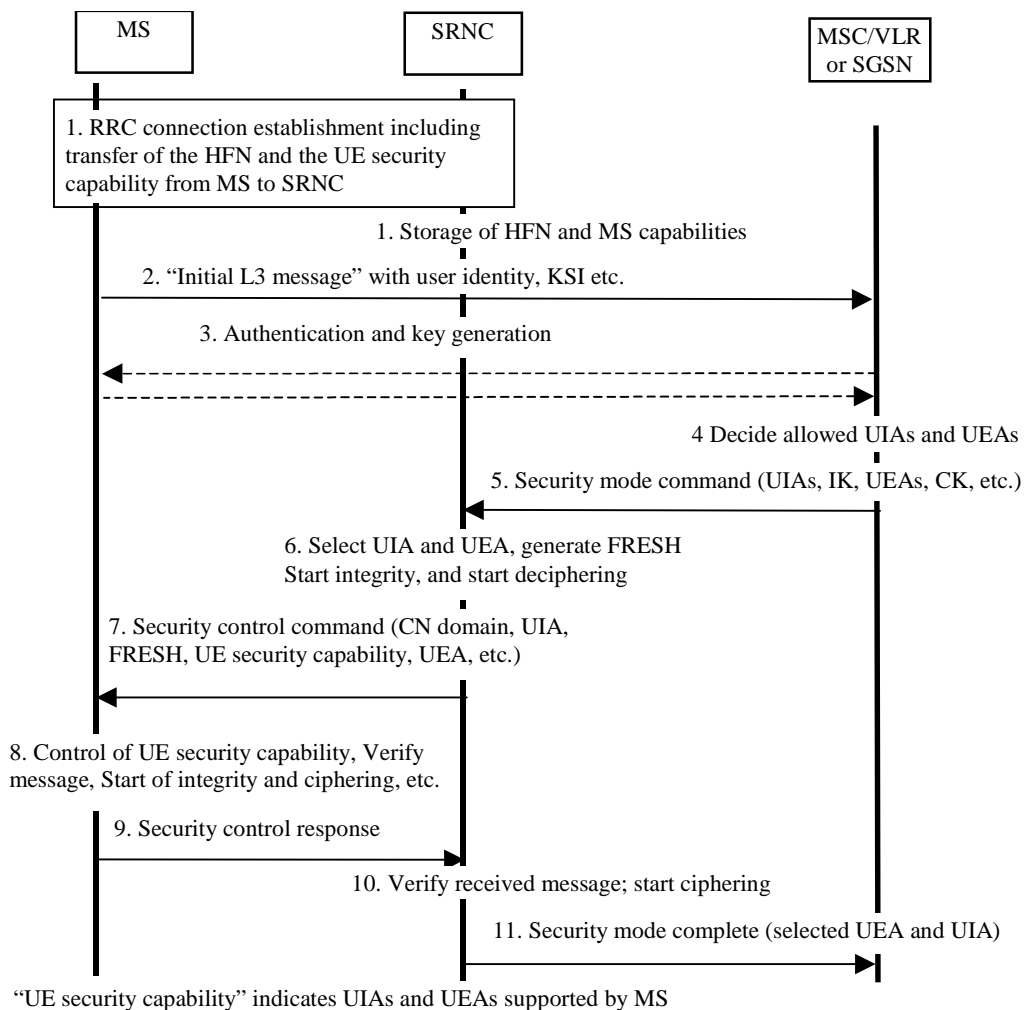 MS
SRNC
MSC/VLR
or SGSN
1. RRC connection establishment including
transfer of the HFN and the UE security
capability from MS to SRNC
1. Storage of HFN and MS capabilities
2. “Initial L3 message” with user identity, KSI etc.
3. Authentication and key generation
4 Decide allowed UIAs and UEAs
5. Security mode command (UIAs, IK, UEAs, CK, etc.)
6. Select UIA and UEA, generate FRESH
Start integrity, and start deciphering
7. Security control command (CN domain, UIA,
FRESH, UE security capability, UEA, etc.)
8. Control of UE security capability, Verify
message, Start of integrity and ciphering, etc.
9. Security control response
10. Verify received message; start ciphering
11. Security mode complete (selected UEA and UIA)
“UE security capability” indicates UIAs and UEAs supported by MS